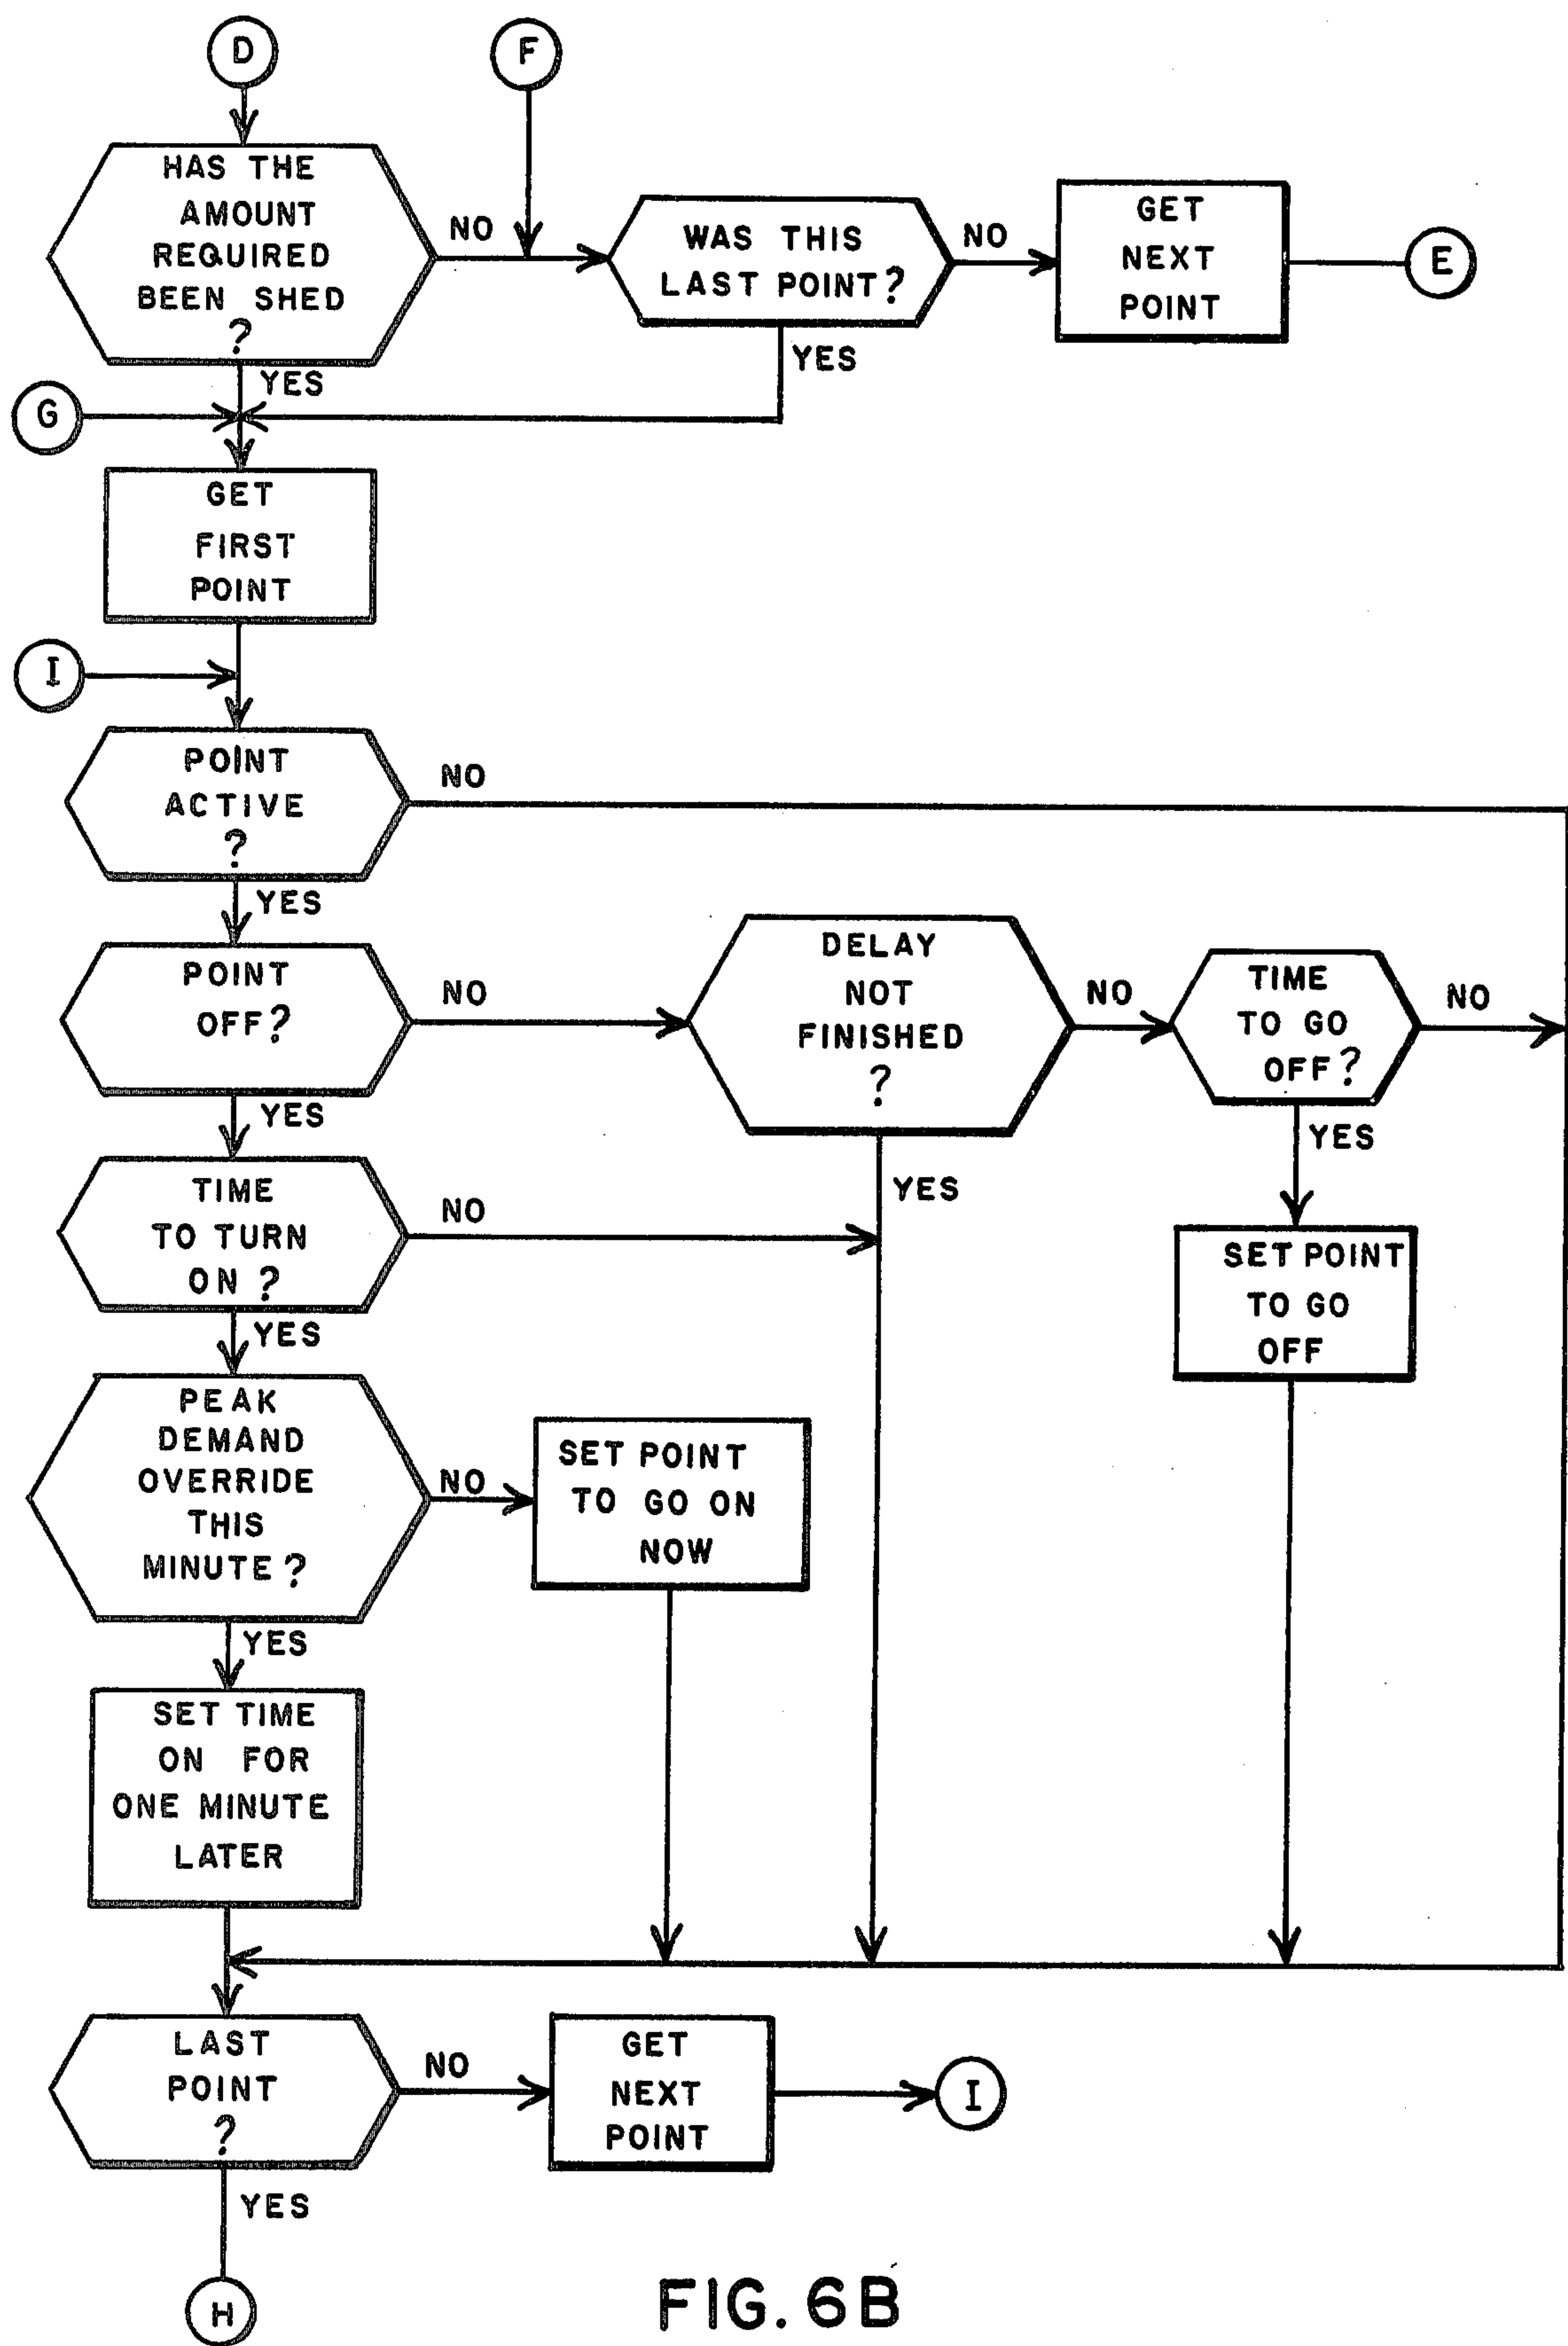 D
F
HAS THE
AMOUNT
REQUIRED
BEEN SHED
?
NO
WAS THIS
LAST POINT?
NO
GET
NEXT
POINT
E
YES
YES
G
GET
FIRST
POINT
I
POINT
ACTIVE
?
NO
YES
POINT
OFF?
NO
DELAY
NOT
FINISHED
?
NO
TIME
TO GO
OFF?
NO
YES
YES
YES
TIME
TO TURN
ON?
NO
SET POINT
TO GO
OFF
YES
PEAK
DEMAND
OVERRIDE
THIS
MINUTE?
NO
SET POINT
TO GO ON
NOW
YES
SET TIME
ON FOR
ONE MINUTE
LATER
LAST
POINT
?
NO
GET
NEXT
POINT
I
YES
H
FIG. 6B